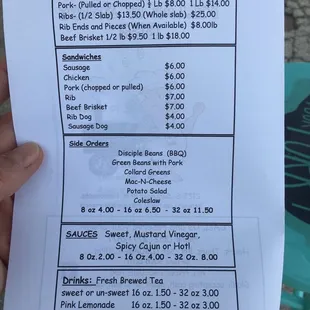 Pork- (Pulled or Chopped) ½ Lb $8.00 1 Lb $14.00
Ribs- (1/2 Slab) $13.50 (Whole slab) $25.00
Rib Ends and Pieces (When Available) $8.00lb
Beef Brisket 1/2 lb $9.50 1 lb $18.00
Sandwiches
Sausage $6.00
Chicken $6.00
Pork (chopped or pulled) $6.00
Rib $7.00
Beef Brisket $7.00
Rib Dog $4.00
Sausage Dog $4.00
Side Orders
Disciple Beans (BBQ)
Green Beans with Pork
Collard Greens
Mac-N-Cheese
Potato Salad
Coleslaw
8 oz 4.00 - 16 oz 6.50 - 32 oz 11.50
SAUCES Sweet, Mustard Vinegar,
Spicy Cajun or Hot!
8 Oz.2.00 - 16 Oz.4.00 - 32 Oz. 8.00
Drinks: Fresh Brewed Tea
sweet or un-sweet 16 oz. 1.50 - 32 oz 3.00
Pink Lemonade 16 oz. 1.50 - 32 oz 3.00